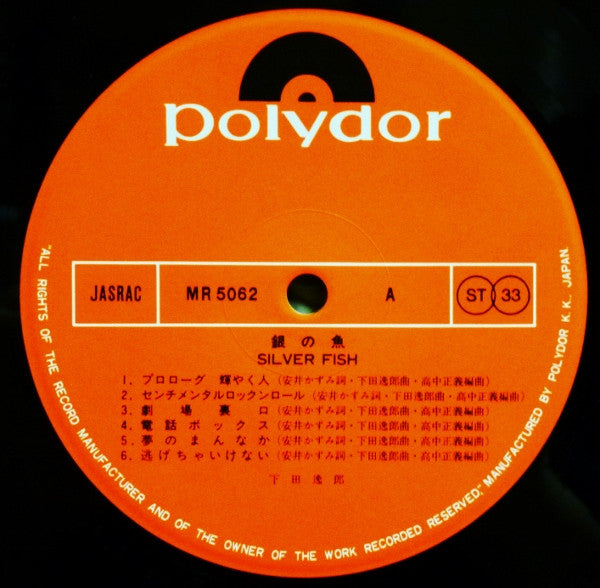 polydor
JASRAC MR 5062 A ST 33
銀の魚
SILVER FISH
1. プロローグ 輝やく人 (安井かずみ詞・下田逸郎曲・高中正義編曲)
2. センチメンタルロックンロール (安井かずみ詞・下田逸郎曲・高中正義編曲)
3. 劇場裏口 (安井かずみ詞・下田逸郎曲・高中正義編曲)
4. 電話ボックス (安井かずみ詞・下田逸郎曲・高中正義編曲)
5. 夢のまんなか (安井かずみ詞・下田逸郎曲・高中正義編曲)
6. 逃げちゃいけない (安井かずみ詞・下田逸郎曲・高中正義編曲)
下田逸郎
"ALL RIGHTS OF THE RECORD MANUFACTURER AND OF THE OWNER OF THE WORK RECORDED RESERVED." MANUFACTURED BY POLYDOR K.K., JAPAN.